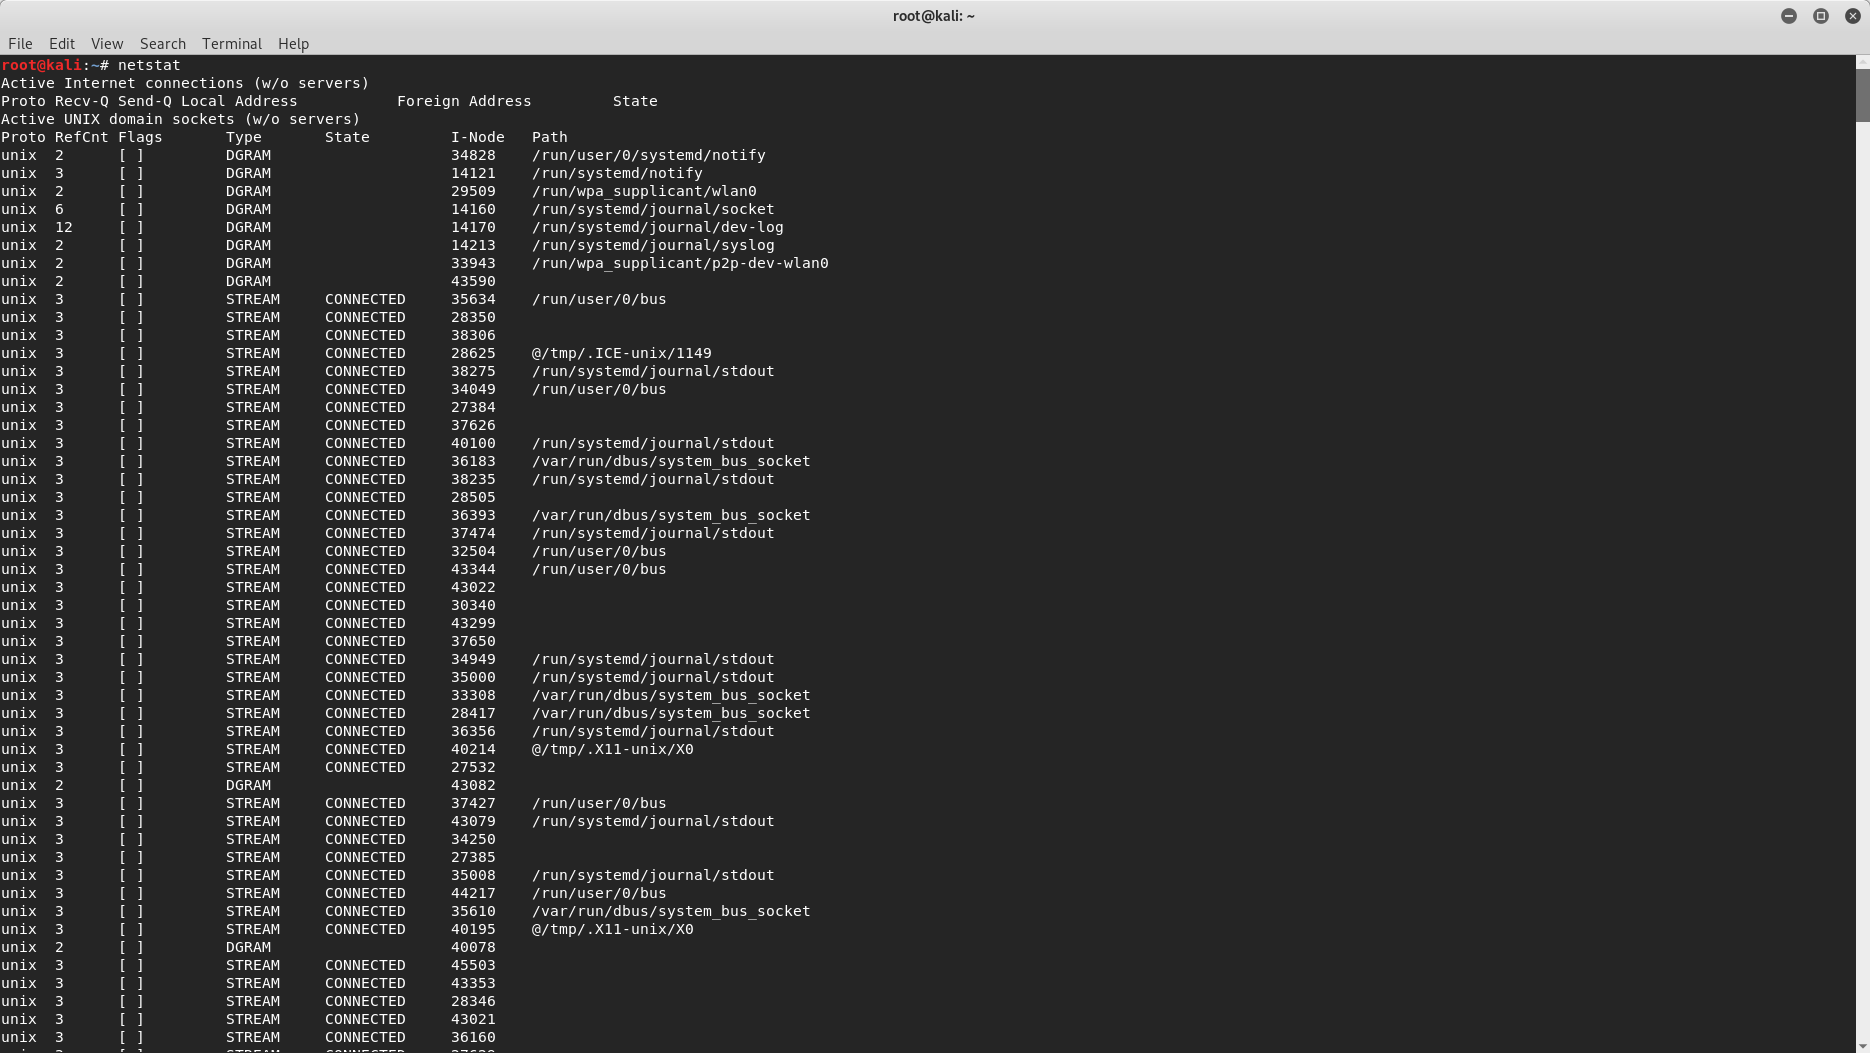 root@kali: ~
File Edit View Search Terminal Help
root@kali:~# netstat
Active Internet connections (w/o servers)
Proto Recv-Q Send-Q Local Address           Foreign Address         State
Active UNIX domain sockets (w/o servers)
Proto RefCnt Flags       Type       State         I-Node   Path
unix  2      [ ]         DGRAM                    34828    /run/user/0/systemd/notify
unix  3      [ ]         DGRAM                    14121    /run/systemd/notify
unix  2      [ ]         DGRAM                    29509    /run/wpa_supplicant/wlan0
unix  6      [ ]         DGRAM                    14160    /run/systemd/journal/socket
unix  12     [ ]         DGRAM                    14170    /run/systemd/journal/dev-log
unix  2      [ ]         DGRAM                    14213    /run/systemd/journal/syslog
unix  2      [ ]         DGRAM                    33943    /run/wpa_supplicant/p2p-dev-wlan0
unix  2      [ ]         DGRAM                    43590
unix  3      [ ]         STREAM     CONNECTED     35634    /run/user/0/bus
unix  3      [ ]         STREAM     CONNECTED     28350
unix  3      [ ]         STREAM     CONNECTED     38306
unix  3      [ ]         STREAM     CONNECTED     28625    @/tmp/.ICE-unix/1149
unix  3      [ ]         STREAM     CONNECTED     38275    /run/systemd/journal/stdout
unix  3      [ ]         STREAM     CONNECTED     34049    /run/user/0/bus
unix  3      [ ]         STREAM     CONNECTED     27384
unix  3      [ ]         STREAM     CONNECTED     37626
unix  3      [ ]         STREAM     CONNECTED     40100    /run/systemd/journal/stdout
unix  3      [ ]         STREAM     CONNECTED     36183    /var/run/dbus/system_bus_socket
unix  3      [ ]         STREAM     CONNECTED     38235    /run/systemd/journal/stdout
unix  3      [ ]         STREAM     CONNECTED     28505
unix  3      [ ]         STREAM     CONNECTED     36393    /var/run/dbus/system_bus_socket
unix  3      [ ]         STREAM     CONNECTED     37474    /run/systemd/journal/stdout
unix  3      [ ]         STREAM     CONNECTED     32504    /run/user/0/bus
unix  3      [ ]         STREAM     CONNECTED     43344    /run/user/0/bus
unix  3      [ ]         STREAM     CONNECTED     43022
unix  3      [ ]         STREAM     CONNECTED     30340
unix  3      [ ]         STREAM     CONNECTED     43299
unix  3      [ ]         STREAM     CONNECTED     37650
unix  3      [ ]         STREAM     CONNECTED     34949    /run/systemd/journal/stdout
unix  3      [ ]         STREAM     CONNECTED     35000    /run/systemd/journal/stdout
unix  3      [ ]         STREAM     CONNECTED     33308    /var/run/dbus/system_bus_socket
unix  3      [ ]         STREAM     CONNECTED     28417    /var/run/dbus/system_bus_socket
unix  3      [ ]         STREAM     CONNECTED     36356    /run/systemd/journal/stdout
unix  3      [ ]         STREAM     CONNECTED     40214    @/tmp/.X11-unix/X0
unix  3      [ ]         STREAM     CONNECTED     27532
unix  2      [ ]         DGRAM                    43082
unix  3      [ ]         STREAM     CONNECTED     37427    /run/user/0/bus
unix  3      [ ]         STREAM     CONNECTED     43079    /run/systemd/journal/stdout
unix  3      [ ]         STREAM     CONNECTED     34250
unix  3      [ ]         STREAM     CONNECTED     27385
unix  3      [ ]         STREAM     CONNECTED     35008    /run/systemd/journal/stdout
unix  3      [ ]         STREAM     CONNECTED     44217    /run/user/0/bus
unix  3      [ ]         STREAM     CONNECTED     35610    /var/run/dbus/system_bus_socket
unix  3      [ ]         STREAM     CONNECTED     40195    @/tmp/.X11-unix/X0
unix  2      [ ]         DGRAM                    40078
unix  3      [ ]         STREAM     CONNECTED     45503
unix  3      [ ]         STREAM     CONNECTED     43353
unix  3      [ ]         STREAM     CONNECTED     28346
unix  3      [ ]         STREAM     CONNECTED     43021
unix  3      [ ]         STREAM     CONNECTED     36160